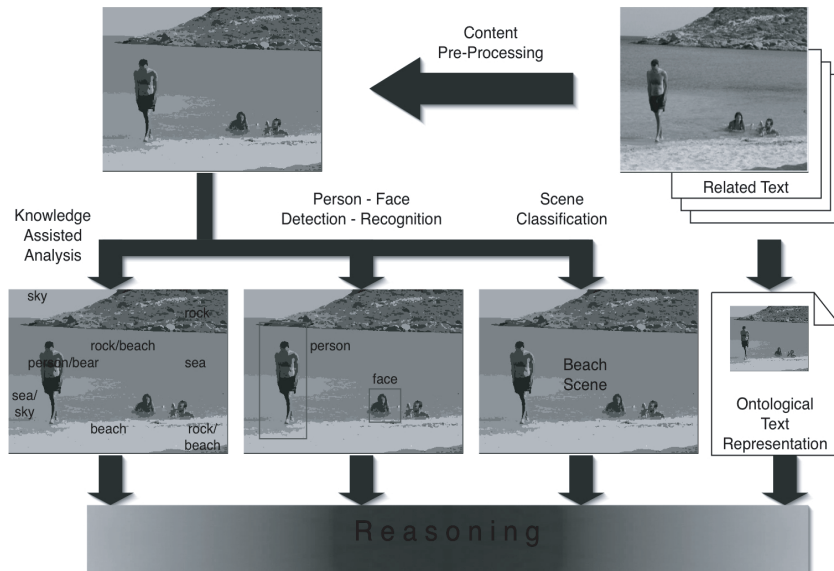 Content
Pre-Processing
Related Text
Knowledge
Assisted
Analysis
Person - Face
Detection - Recognition
Scene
Classification
sky
rock
rock/beach
person/bear
sea
sea/
sky
beach
rock/
beach
person
face
Beach
Scene
Ontological
Text
Representation
Reasoning